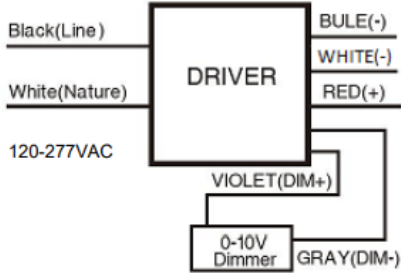 Black(Line)
BULE(-)
WHITE(-)
DRIVER
White(Nature)
RED(+)
120-277VAC
VIOLET(DIM+)
0-10V
Dimmer
GRAY(DIM-)